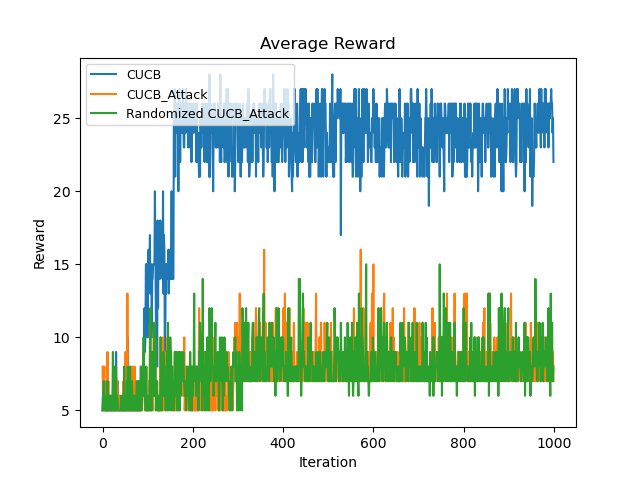 Average Reward
CUCB
CUCB_Attack
Randomized CUCB_Attack
Reward
25
20
15
10
5
0
200
400
600
800
1000
Iteration